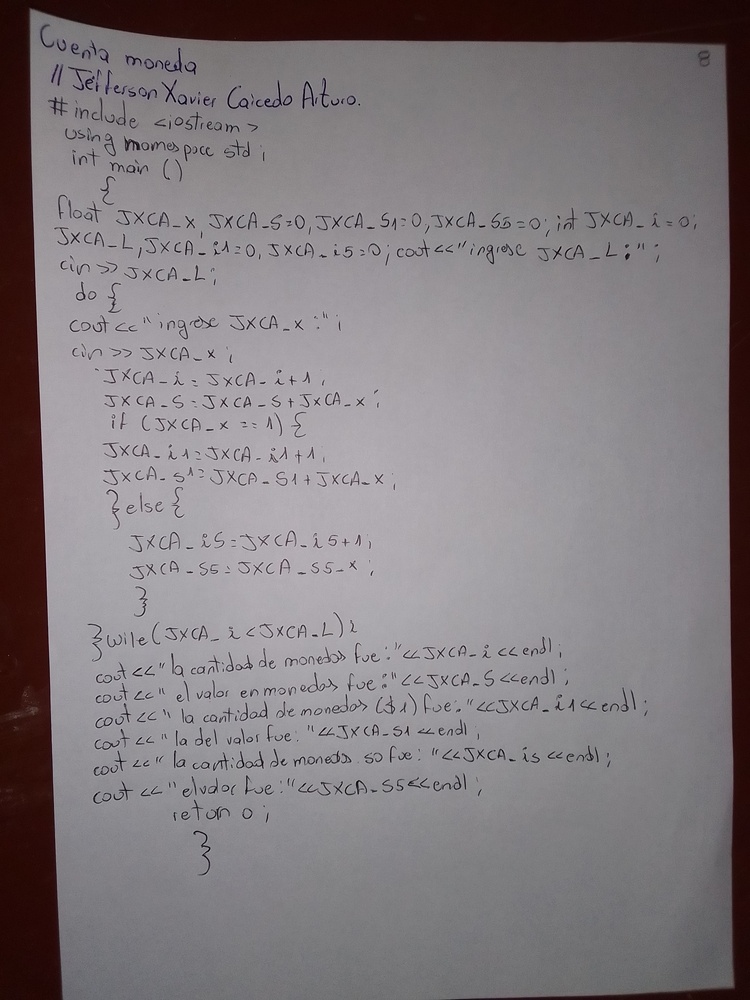 8
Cuenta moneda
// Jefferson Xavier Caicedo Arturo.
# include <iostream>
using momespace std;
int main ()
{
float JXCA_x, JXCA_S=0, JXCA_S1=0, JXCA_S5=0; int JXCA_i=0;
JXCA_L, JXCA_i1=0, JXCA_i5=0; cout<<"ingrese JXCA_L:";
cin >> JXCA_L;
do {
cout<<"ingrese JXCA_x:";
cin >> JXCA_x;
JXCA_i = JXCA_i+1;
JXCA_S = JXCA_S+JXCA_x;
if (JXCA_x == 1) {
JXCA_i1=JXCA_i1+1;
JXCA_S1=JXCA_S1+JXCA_x;
} else {
JXCA_i5=JXCA_i5+1;
JXCA_S5=JXCA_S5_x;
}
} wile (JXCA_i<JXCA_L);
cout <<"la cantidad de monedas fue:"<<JXCA_i<<endl;
cout <<" el valor en monedas fue:"<<JXCA_S<<endl;
cout <<" la cantidad de monedas ($1) fue:"<<JXCA_i1<<endl;
cout <<"la del valor fue: "<<JXCA_S1 <<endl;
cout <<" la cantidad de monedas so fue: "<<JXCA_i5<<endl;
cout <<" el valor fue:"<<JXCA_S5<<endl;
return 0;
}